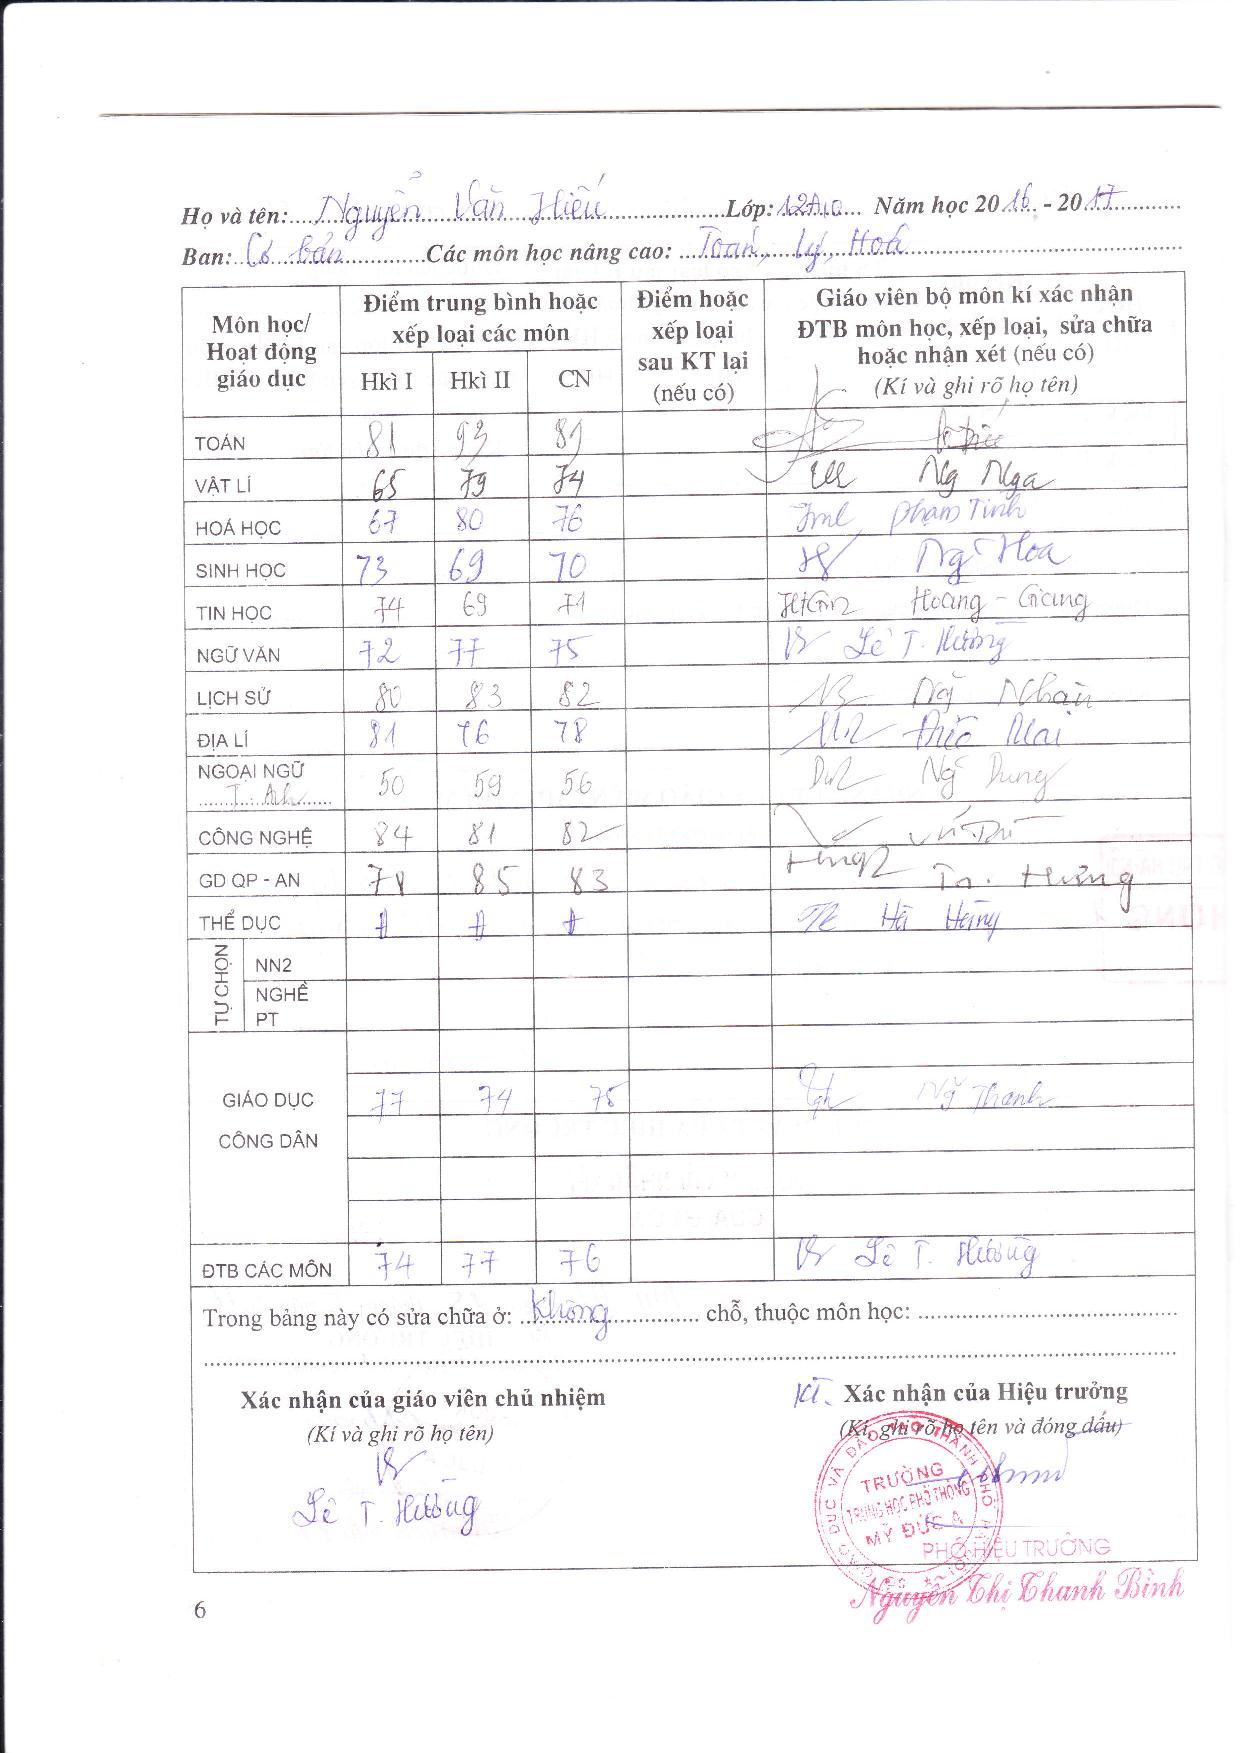 Họ và tên: Nguyễn Văn Hiếu Lớp: 12A10 Năm học 2016 - 2017
Ban: Cơ bản Các môn học nâng cao: Toán, Lý, Hoá
Môn học/ Hoạt động giáo dục Điểm trung bình hoặc xếp loại các môn Điểm hoặc xếp loại sau KT lại (nếu có) Giáo viên bộ môn kí xác nhận ĐTB môn học, xếp loại, sửa chữa hoặc nhận xét (nếu có) (Kí và ghi rõ họ tên)
Hkì I Hkì II CN
TOÁN 81 93 89
VẬT LÍ 65 79 74 Ng Nga
HOÁ HỌC 67 80 76 Phạm Tính
SINH HỌC 73 69 70 Ng Hoa
TIN HỌC 74 69 71 Hoàng - Giang
NGỮ VĂN 72 77 75 Lê T. Hường
LỊCH SỬ 80 83 82 Ng Nhàn
ĐỊA LÍ 81 76 78 Mai
NGOẠI NGỮ 50 59 56 Ng Dung
T. Anh
CÔNG NGHỆ 84 81 82
GD QP - AN 78 85 83 Tr. Hưng
THỂ DỤC Đ Đ Đ Hà Hưng
TỰ CHỌN NN2
NGHỀ PT
GIÁO DỤC CÔNG DÂN 77 74 75 Ng Thanh
ĐTB CÁC MÔN 74 77 76 Lê T. Hường
Trong bảng này có sửa chữa ở: Không chỗ, thuộc môn học:
Xác nhận của giáo viên chủ nhiệm KT. Xác nhận của Hiệu trưởng
(Kí và ghi rõ họ tên) (Kí, ghi rõ họ tên và đóng dấu)
Lê T. Hường
TRƯỜNG
TRUNG HỌC PHỔ THÔNG
MỸ ĐỨC A
PHÓ HIỆU TRƯỞNG
Nguyễn Thị Thanh Bình
6